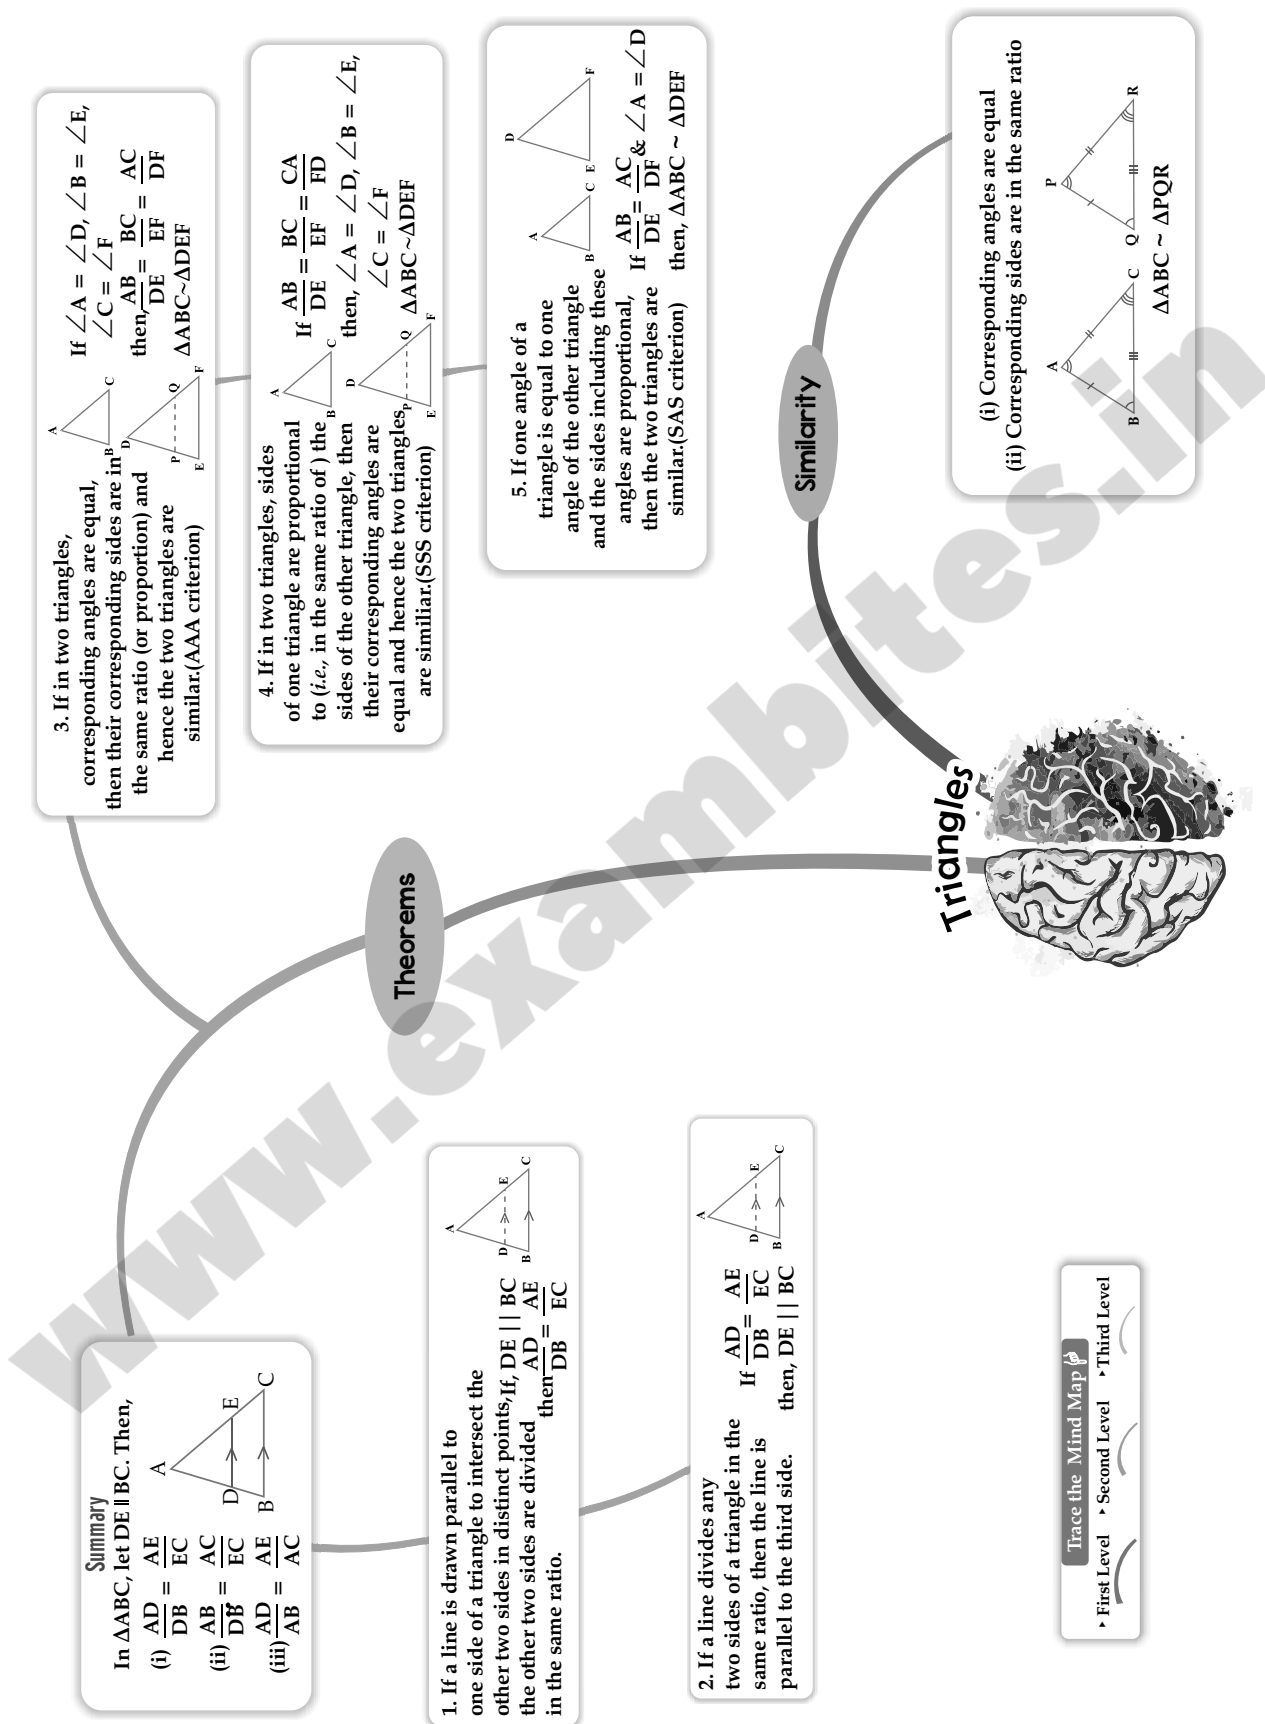 Triangles
Similarity
(i) Corresponding angles are equal
(ii) Corresponding sides are in the same ratio
A
B
C
P
Q
R
ΔABC ~ ΔPQR
Theorems
Summary
In ΔABC, let DE || BC. Then,
(i) AD/DB = AE/EC
(ii) AB/DB = AC/EC
(iii) AD/AB = AE/AC
A
D
E
B
C
1. If a line is drawn parallel to
one side of a triangle to intersect the
other two sides in distinct points,
the other two sides are divided
in the same ratio.
If, DE || BC
then AD/DB = AE/EC
A
D
E
B
C
2. If a line divides any
two sides of a triangle in the
same ratio, then the line is
parallel to the third side.
If AD/DB = AE/EC
then, DE || BC
A
D
E
B
C
3. If in two triangles,
corresponding angles are equal,
then their corresponding sides are in
the same ratio (or proportion) and
hence the two triangles are
similar.(AAA criterion)
A
B
C
D
P
Q
E
F
If ∠A = ∠D, ∠B = ∠E,
∠C = ∠F
then, AB/DE = BC/EF = AC/DF
ΔABC~ΔDEF
4. If in two triangles, sides
of one triangle are proportional
to (i.e., in the same ratio of ) the
sides of the other triangle, then
their corresponding angles are
equal and hence the two triangles
are similiar.(SSS criterion)
A
B
C
D
P
Q
E
F
If AB/DE = BC/EF = CA/FD
then, ∠A = ∠D, ∠B = ∠E,
∠C = ∠F
ΔABC~ΔDEF
5. If one angle of a
triangle is equal to one
angle of the other triangle
and the sides including these
angles are proportional,
then the two triangles are
similar.(SAS criterion)
A
B
C
D
E
F
If AB/DE = AC/DF & ∠A = ∠D
then, ΔABC ~ ΔDEF
Trace the Mind Map
▸ First Level ▸ Second Level ▸ Third Level
www.exambites.in